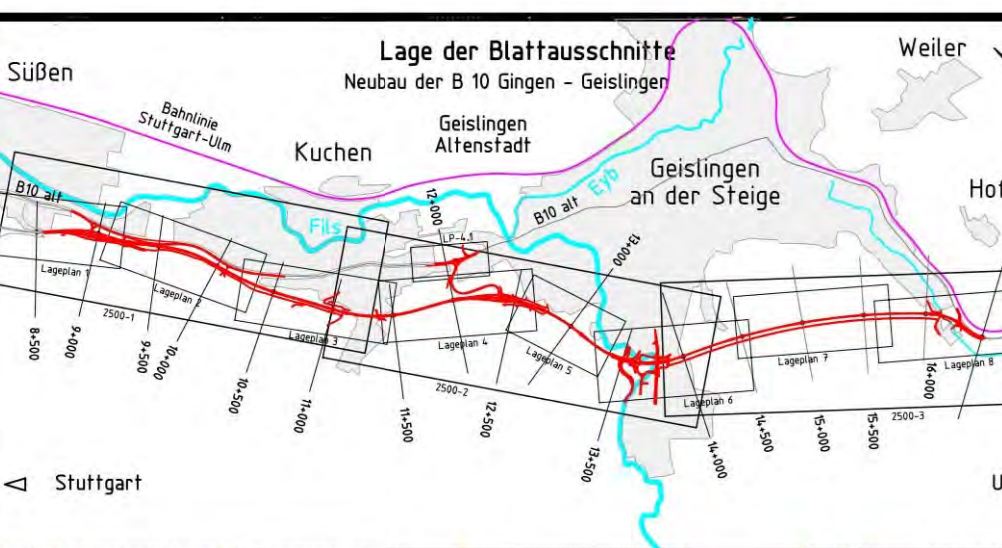 Lage der Blattausschnitte
Neubau der B 10 Gingen - Geislingen
Weiler
Süßen
Bahnlinie
Stuttgart-Ulm
Kuchen
Geislingen
Altenstadt
Geislingen
an der Steige
Eyb
Fils
B10 alt
B10 alt
12+000
LP-4.1
13+000
Lageplan 1
Lageplan 2
Lageplan 3
Lageplan 4
Lageplan 5
Lageplan 6
Lageplan 7
Lageplan 8
2500-1
2500-2
2500-3
8+500
9+000
9+500
10+000
10+500
11+000
11+500
12+500
13+500
14+000
14+500
15+000
15+500
16+000
Stuttgart